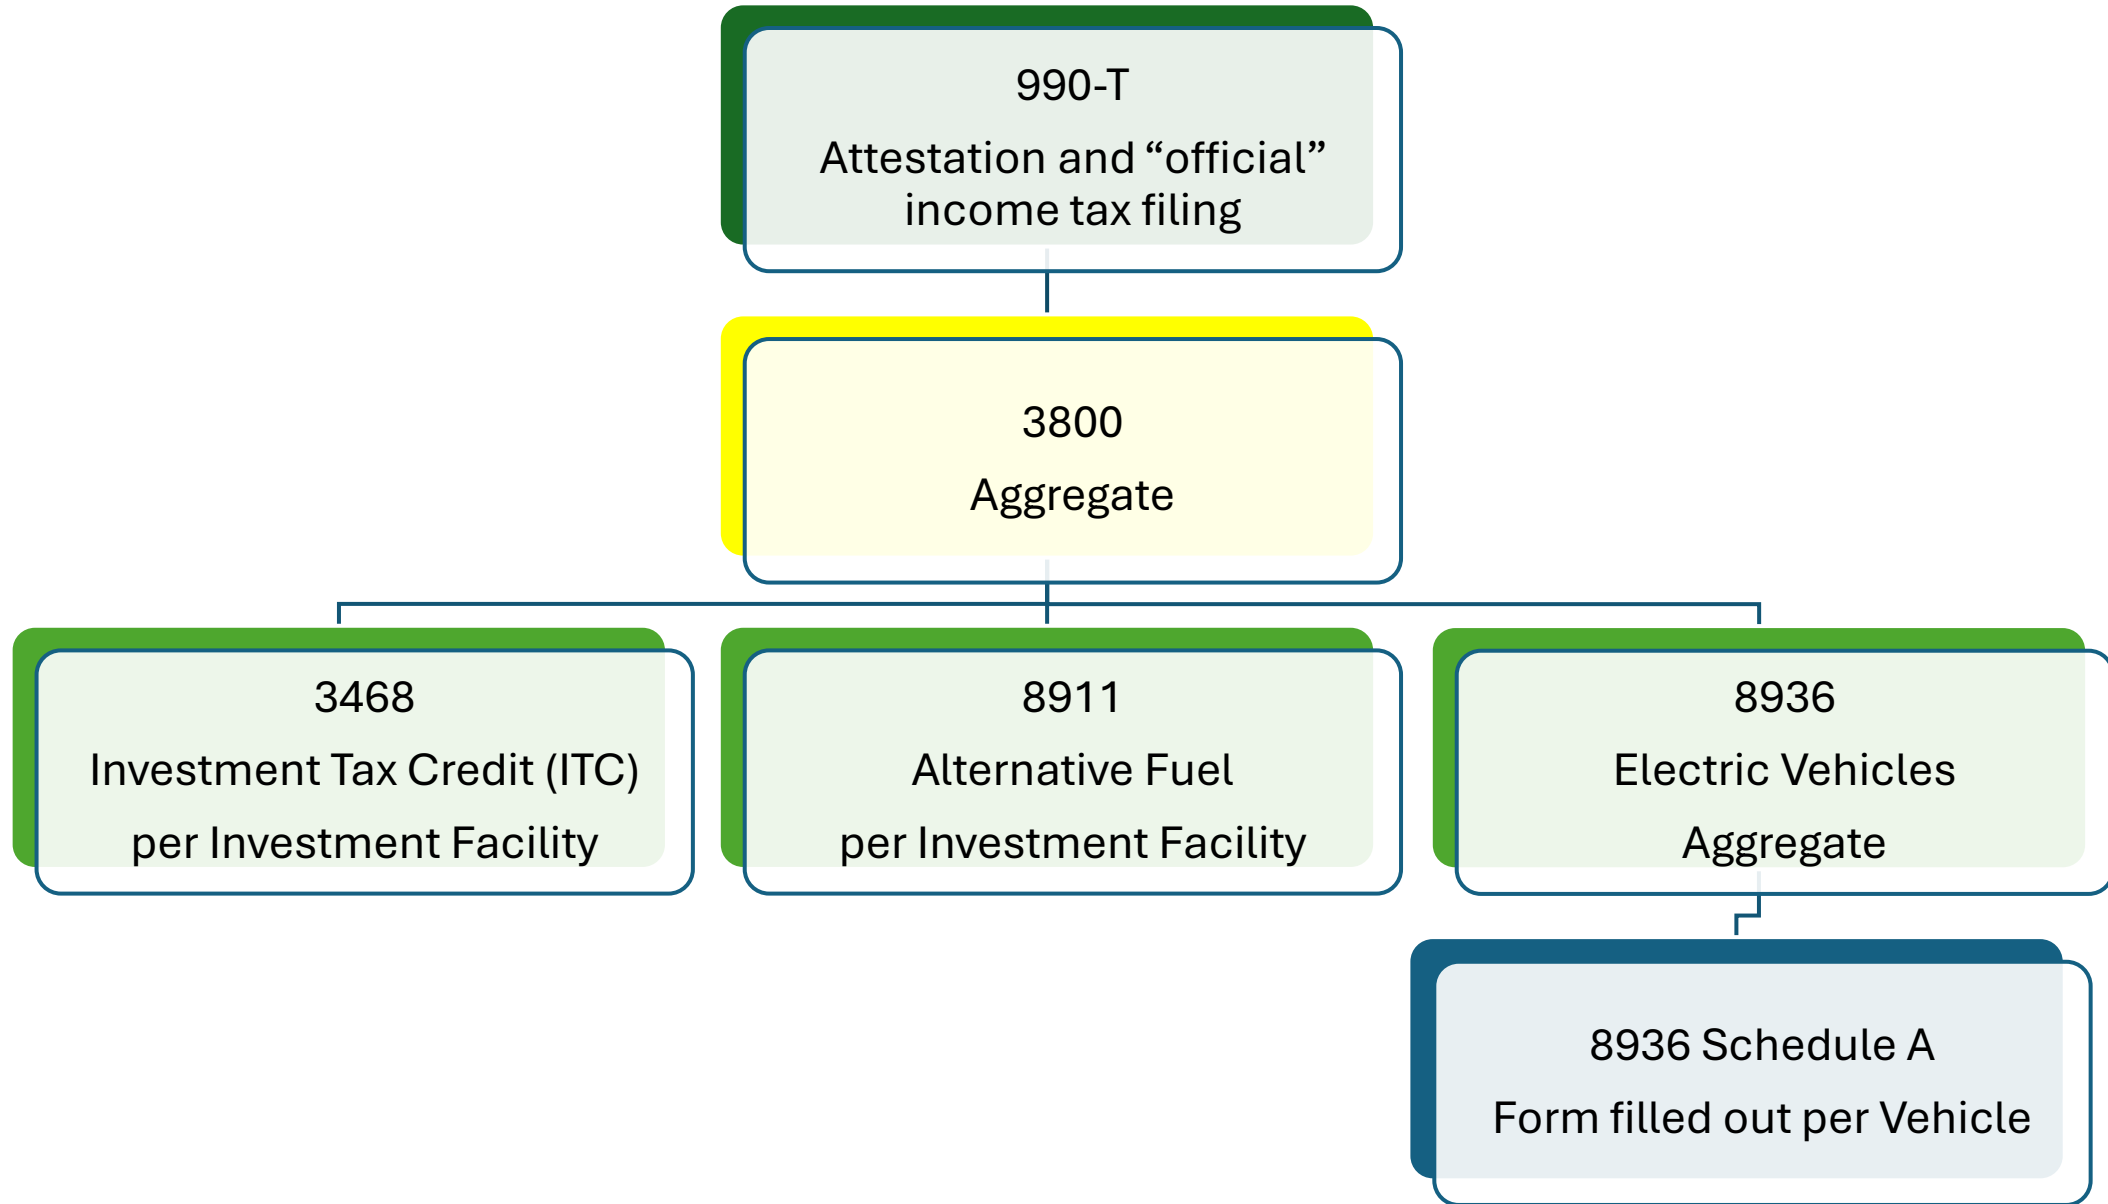 990-T
Attestation and “official”
income tax filing
3800
Aggregate
3468
Investment Tax Credit (ITC)
per Investment Facility
8911
Alternative Fuel
per Investment Facility
8936
Electric Vehicles
Aggregate
8936 Schedule A
Form filled out per Vehicle